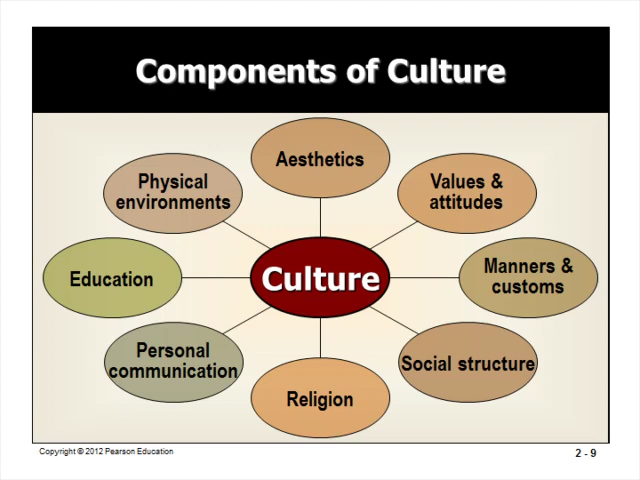 Components of Culture
Aesthetics
Physical
environments
Values &
attitudes
Education
Culture
Manners &
customs
Personal
communication
Social structure
Religion
Copyright © 2012 Pearson Education
2 - 9